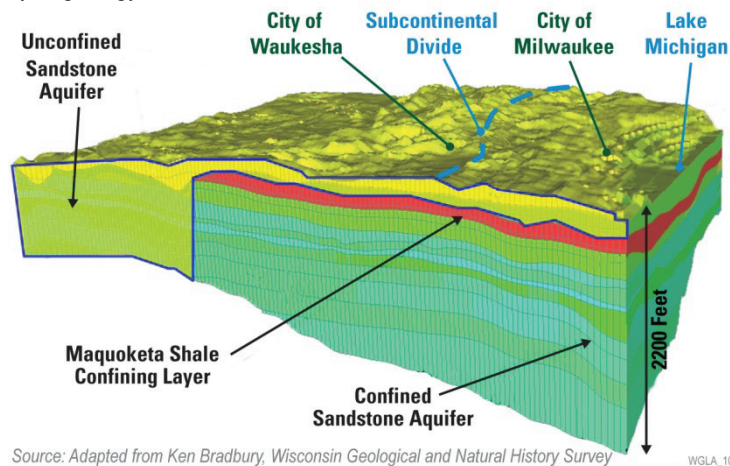 City of
Waukesha
Subcontinental
Divide
City of
Milwaukee
Lake
Michigan
Unconfined
Sandstone
Aquifer
2200 Feet
Maquoketa Shale
Confining Layer
Confined
Sandstone Aquifer
Source: Adapted from Ken Bradbury, Wisconsin Geological and Natural History Survey